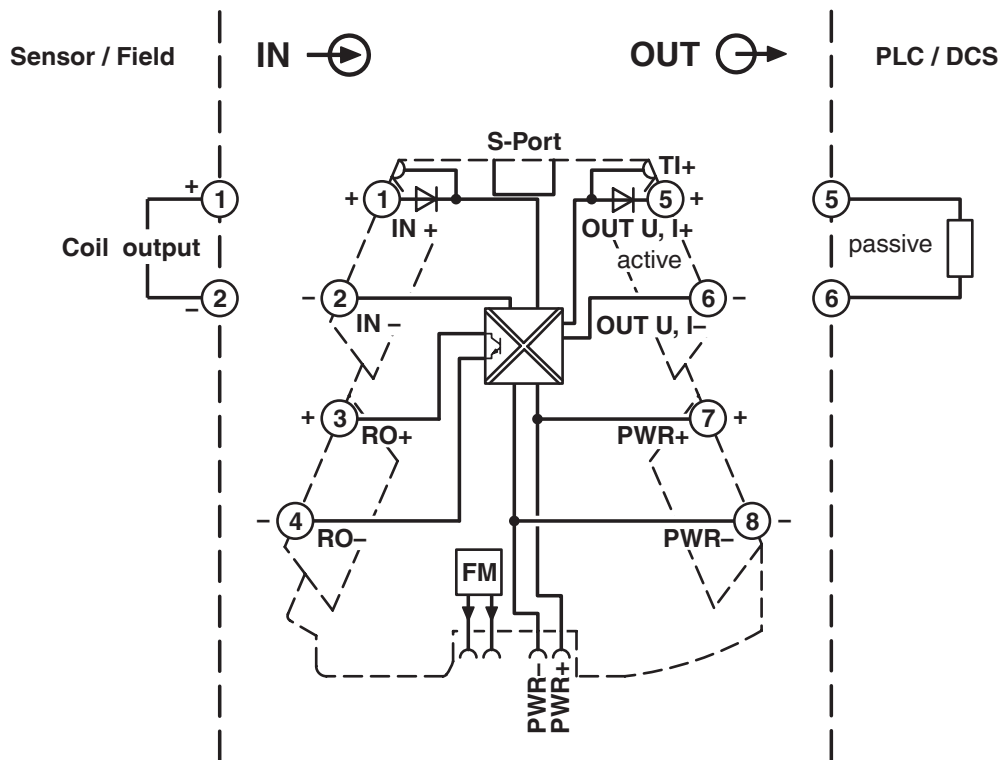 Sensor / Field
IN
OUT
PLC / DCS
S-Port
TI+
+
1
+
1
5
+
5
IN +
OUT U, I+
Coil output
active
passive
2
–
–
2
6
–
6
IN –
OUT U, I–
+
3
7
+
RO+
PWR+
–
4
8
–
RO–
PWR–
FM
PWR–
PWR+